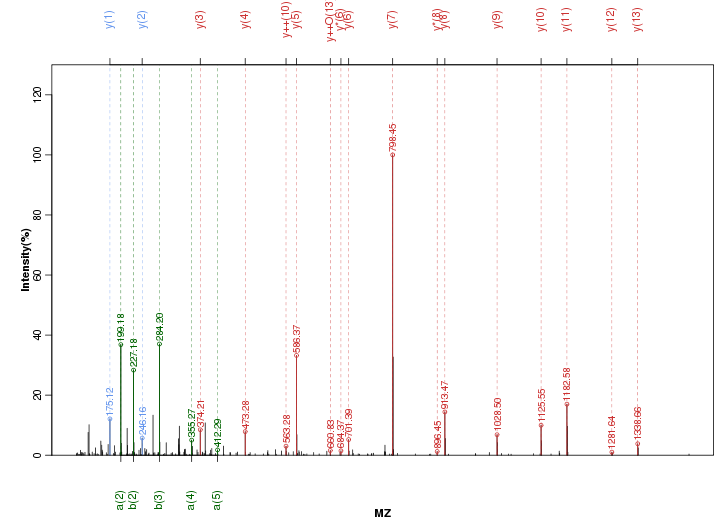 y(1)
y(2)
y(3)
y(4)
y++(10)
y(5)
y++O(13)
y*(6)
y(6)
y(7)
y*(8)
y(8)
y(9)
y(10)
y(11)
y(12)
y(13)
Intensity(%)
0
20
40
60
80
100
120
175.12
199.18
227.18
246.16
284.20
355.27
374.21
412.29
473.28
563.28
586.37
660.83
684.37
701.39
798.45
896.45
913.47
1028.50
1125.55
1182.58
1281.64
1338.66
a(2)
b(2)
b(3)
a(4)
a(5)
MZ